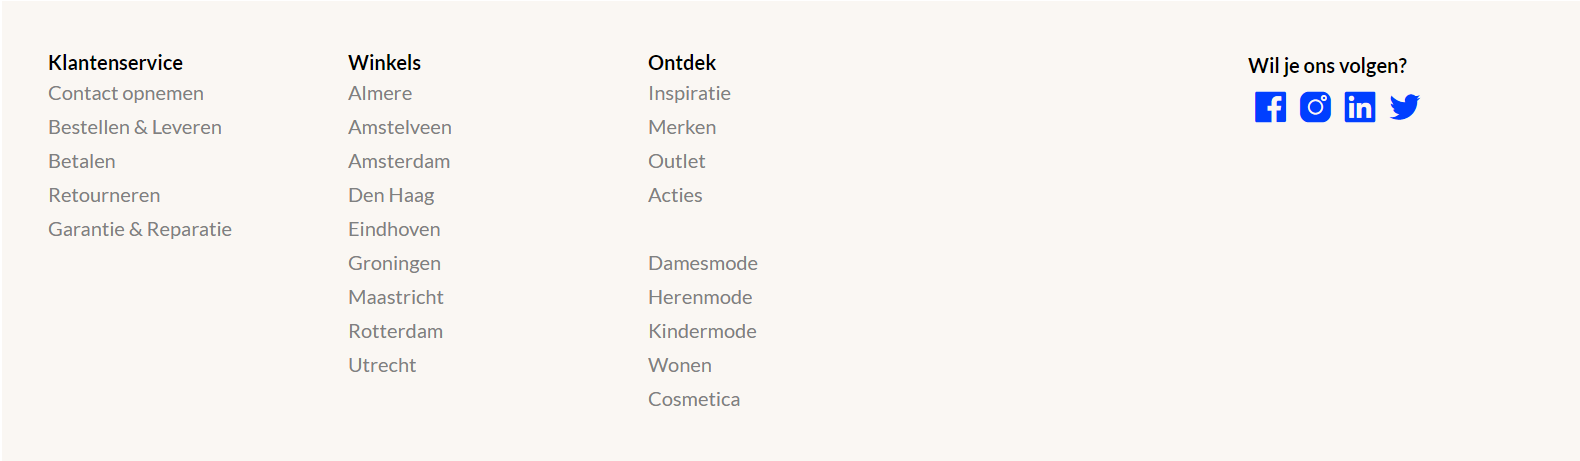 Klantenservice
Contact opnemen
Bestellen & Leveren
Betalen
Retourneren
Garantie & Reparatie
Winkels
Almere
Amstelveen
Amsterdam
Den Haag
Eindhoven
Groningen
Maastricht
Rotterdam
Utrecht
Ontdek
Inspiratie
Merken
Outlet
Acties
Damesmode
Herenmode
Kindermode
Wonen
Cosmetica
Wil je ons volgen?